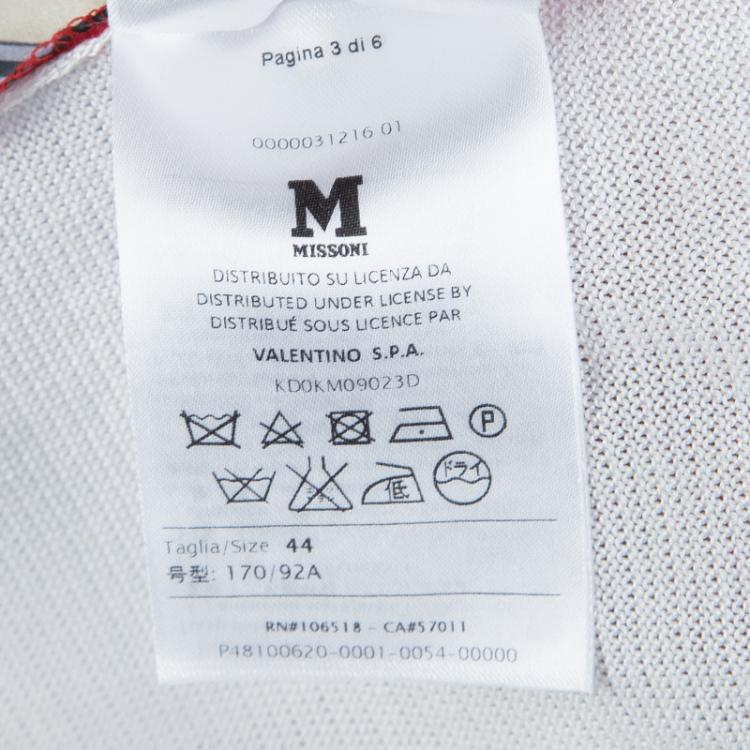 Pagina 3 di 6
0000031216 01
M
MISSONI
DISTRIBUITO SU LICENZA DA
DISTRIBUTED UNDER LICENSE BY
DISTRIBUÉ SOUS LICENCE PAR
VALENTINO S.P.A.
KD0KM09023D
P
低 ドライ
Taglia/Size 44
号型: 170/92A
RN#106518 - CA#57011
P48100620-0001-0054-00000